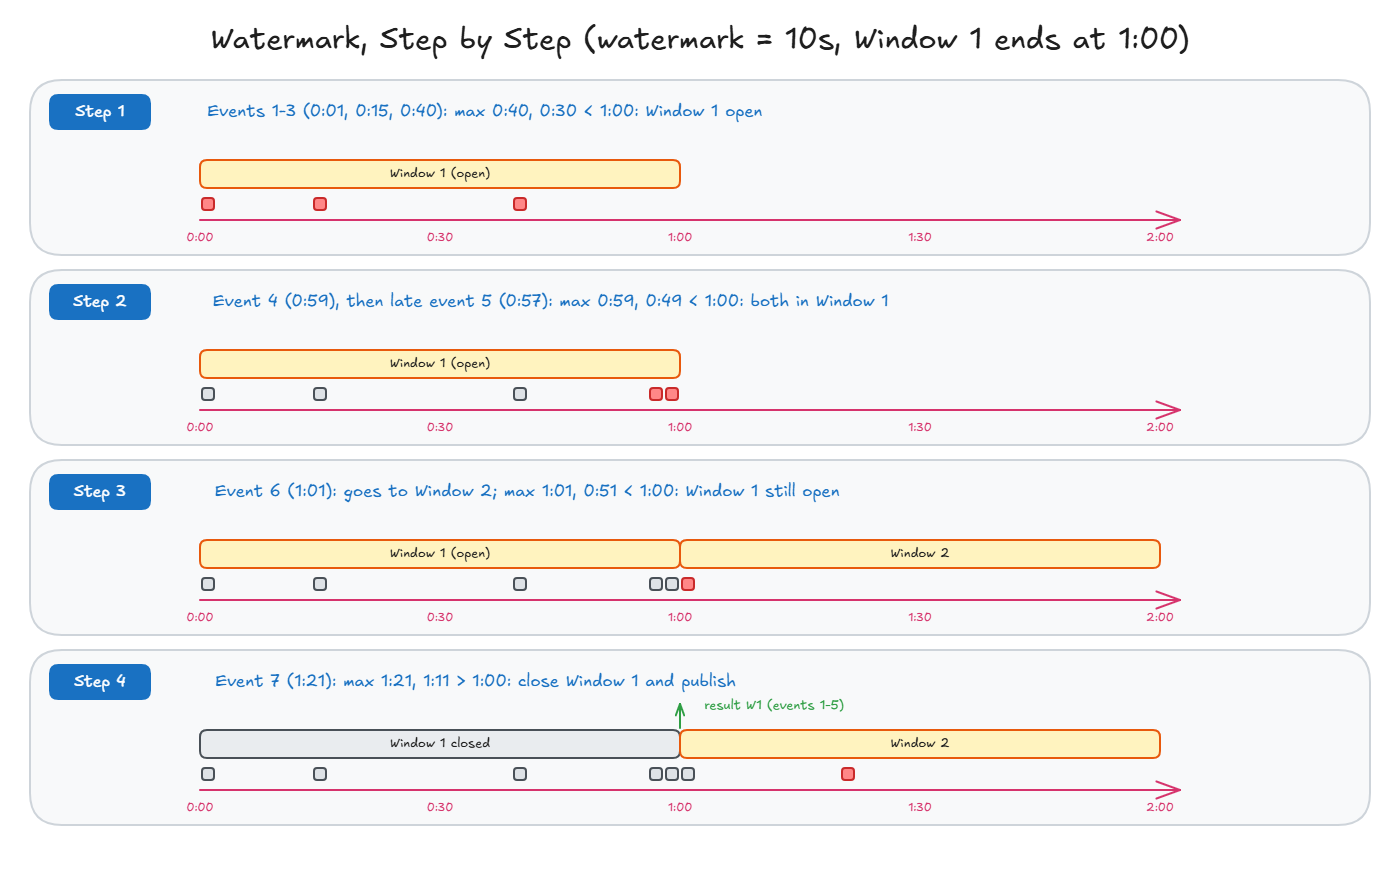 Watermark, Step by Step (watermark = 10s, Window 1 ends at 1:00)
Step 1
Events 1-3 (0:01, 0:15, 0:40): max 0:40, 0:30 < 1:00: Window 1 open
Window 1 (open)
0:00 0:30 1:00 1:30 2:00
Step 2
Event 4 (0:59), then late event 5 (0:57): max 0:59, 0:49 < 1:00: both in Window 1
Window 1 (open)
0:00 0:30 1:00 1:30 2:00
Step 3
Event 6 (1:01): goes to Window 2; max 1:01, 0:51 < 1:00: Window 1 still open
Window 1 (open) Window 2
0:00 0:30 1:00 1:30 2:00
Step 4
Event 7 (1:21): max 1:21, 1:11 > 1:00: close Window 1 and publish
result W1 (events 1-5)
Window 1 closed Window 2
0:00 0:30 1:00 1:30 2:00